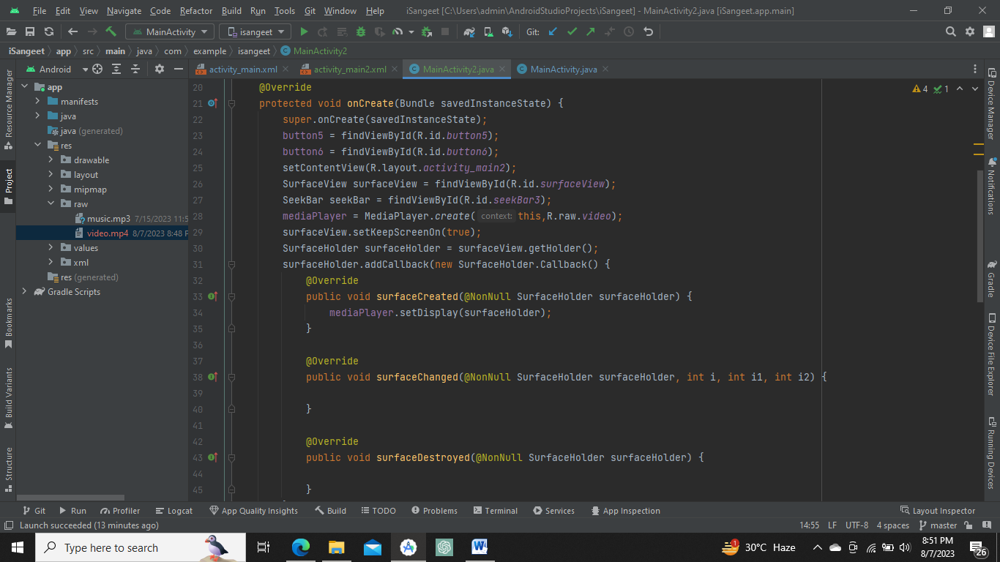 File Edit View Navigate Code Refactor Build Run Tools Git Window Help iSangeet [C:\Users\admin\AndroidStudioProjects\iSangeet] - MainActivity2.java [iSangeet.app.main]
MainActivity isangeet Git:
iSangeet app src main java com example isangeet MainActivity2
Android activity_main.xml activity_main2.xml MainActivity2.java MainActivity.java
Resource Manager
Project
Bookmarks
Build Variants
Structure
app
manifests
java
java (generated)
res
drawable
layout
mipmap
raw
music.mp3 7/15/2023 11:5
video.mp4 8/7/2023 8:48 P
values
xml
res (generated)
Gradle Scripts
4 1
20 @Override
21 protected void onCreate(Bundle savedInstanceState) {
22 super.onCreate(savedInstanceState);
23 button5 = findViewById(R.id.button5);
24 button6 = findViewById(R.id.button6);
25 setContentView(R.layout.activity_main2);
26 SurfaceView surfaceView = findViewById(R.id.surfaceView);
27 SeekBar seekBar = findViewById(R.id.seekBar3);
28 mediaPlayer = MediaPlayer.create( context: this,R.raw.video);
29 surfaceView.setKeepScreenOn(true);
30 SurfaceHolder surfaceHolder = surfaceView.getHolder();
31 surfaceHolder.addCallback(new SurfaceHolder.Callback() {
32 @Override
33 public void surfaceCreated(@NonNull SurfaceHolder surfaceHolder) {
34 mediaPlayer.setDisplay(surfaceHolder);
35 }
36
37 @Override
38 public void surfaceChanged(@NonNull SurfaceHolder surfaceHolder, int i, int i1, int i2) {
39
40 }
41
42 @Override
43 public void surfaceDestroyed(@NonNull SurfaceHolder surfaceHolder) {
44
45 }
Device Manager
Notifications
Gradle
Device File Explorer
Running Devices
Git Run Profiler Logcat App Quality Insights Build TODO Problems Terminal Services App Inspection Layout Inspector
Launch succeeded (13 minutes ago) 14:55 LF UTF-8 4 spaces master
Type here to search 1 30°C Haze 8:51 PM
8/7/2023 26